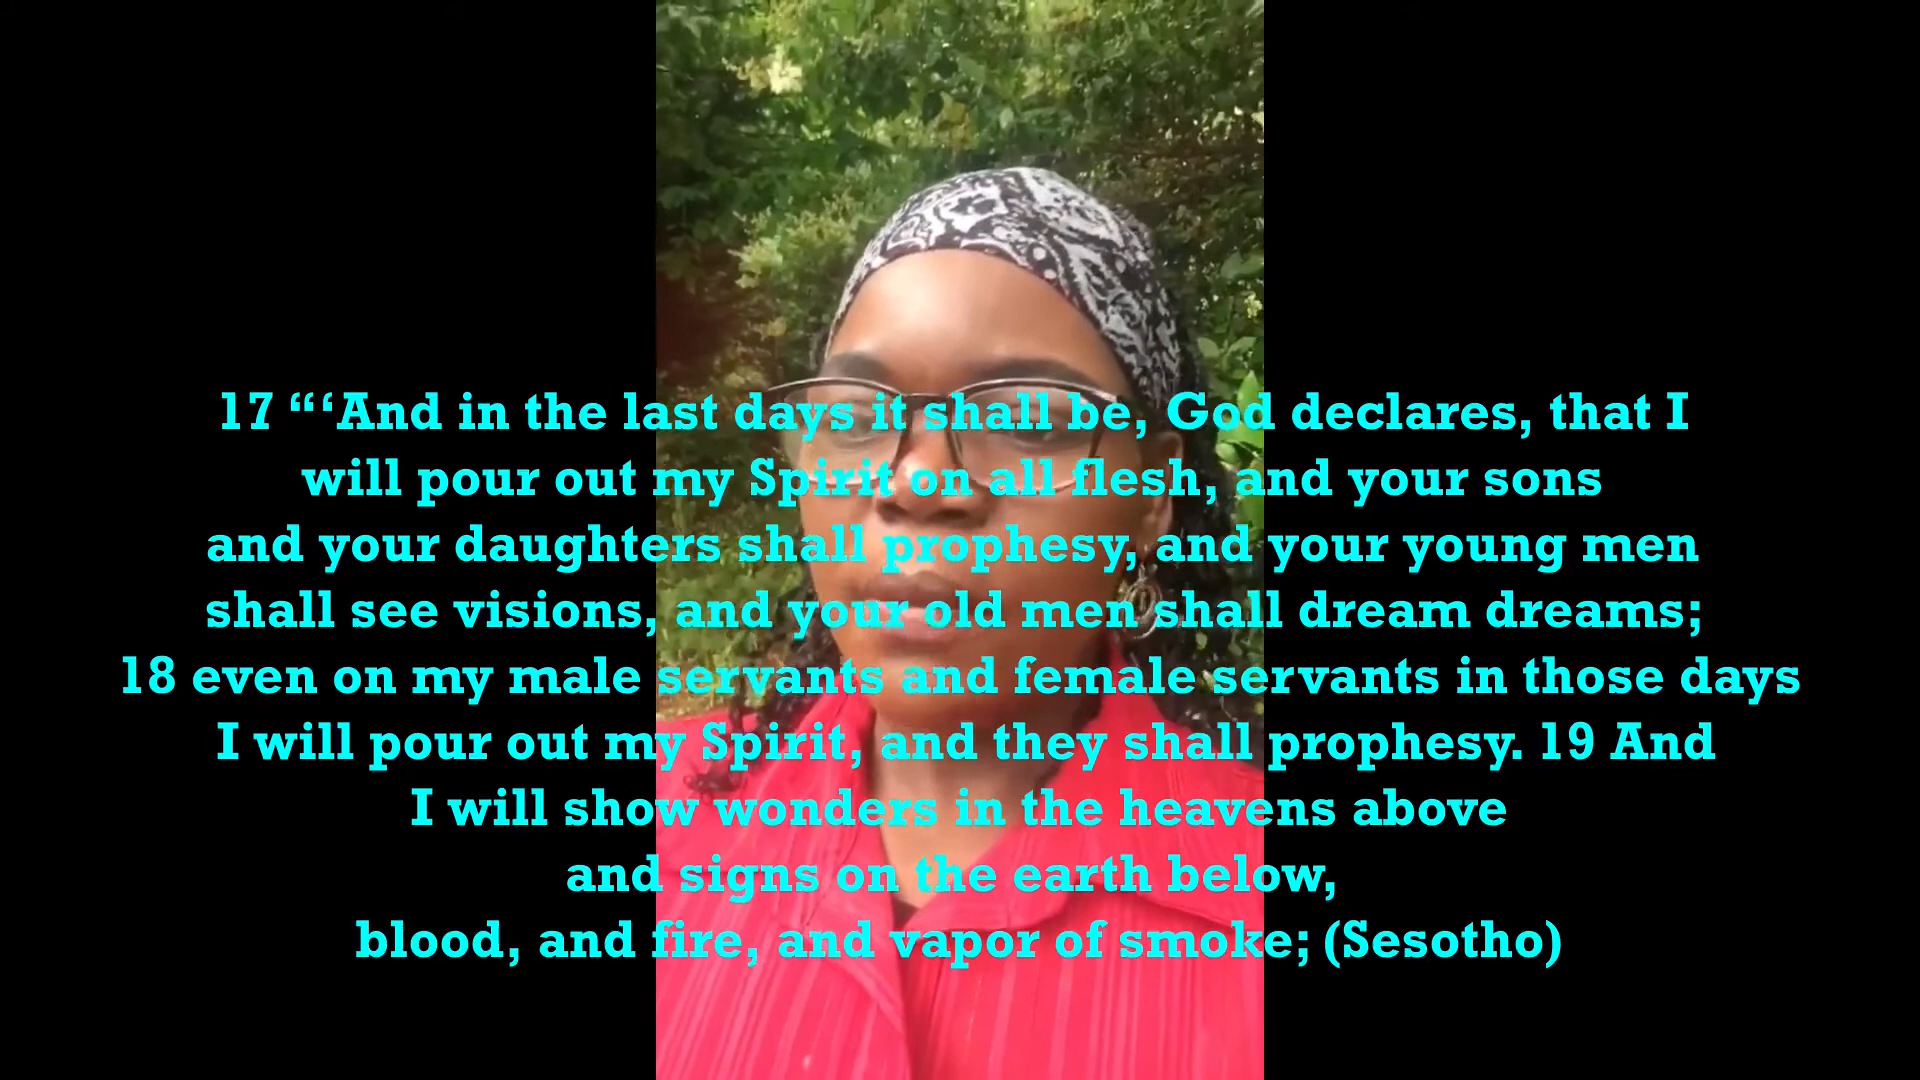 17 “‘And in the last days it shall be, God declares, that I
will pour out my Spirit on all flesh, and your sons
and your daughters shall prophesy, and your young men
shall see visions, and your old men shall dream dreams;
18 even on my male servants and female servants in those days
I will pour out my Spirit, and they shall prophesy. 19 And
I will show wonders in the heavens above
and signs on the earth below,
blood, and fire, and vapor of smoke; (Sesotho)